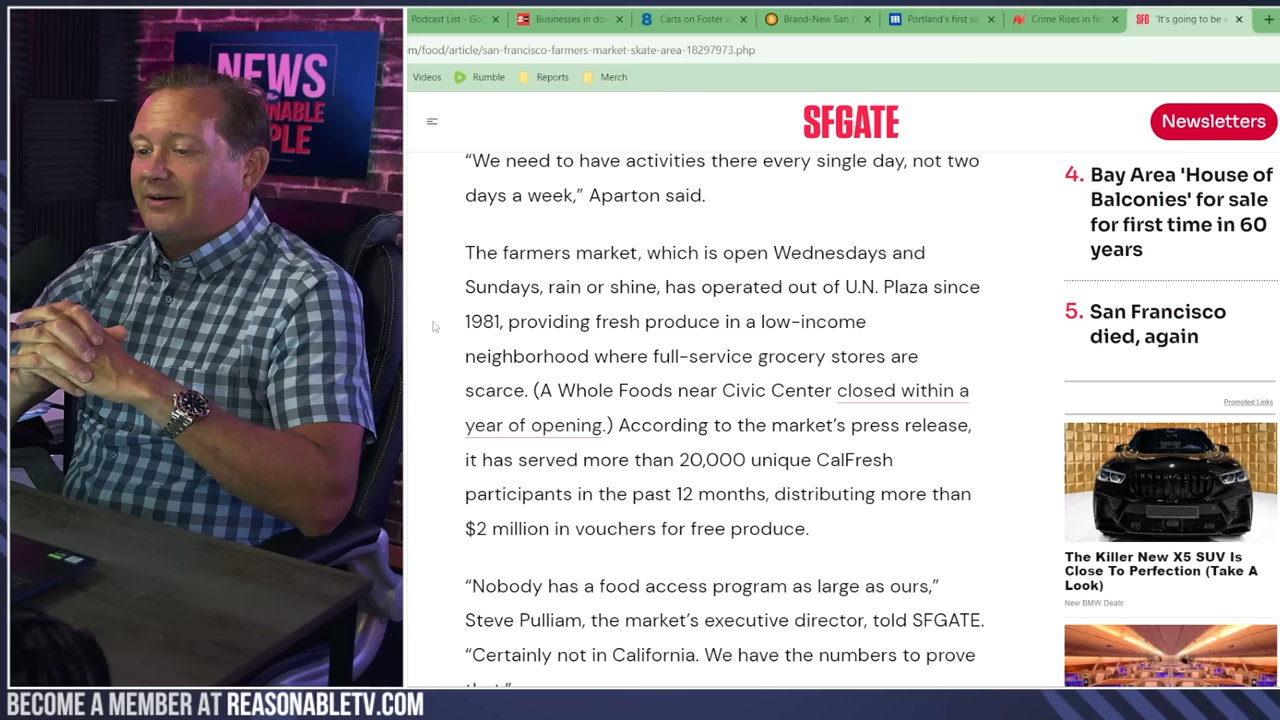 Podcast List - Go
Businesses in do
Carts on Foster a
Brand-New San
Portland's first sa
Crime Rises in fir
SFG 'It's going to be a
m/food/article/san-francisco-farmers-market-skate-area-18297973.php
Videos
Rumble
Reports
Merch
SFGATE
Newsletters
NEWS
NABLE
PLE
“We need to have activities there every single day, not two
days a week,” Aparton said.
The farmers market, which is open Wednesdays and
Sundays, rain or shine, has operated out of U.N. Plaza since
1981, providing fresh produce in a low-income
neighborhood where full-service grocery stores are
scarce. (A Whole Foods near Civic Center closed within a
year of opening.) According to the market’s press release,
it has served more than 20,000 unique CalFresh
participants in the past 12 months, distributing more than
$2 million in vouchers for free produce.
“Nobody has a food access program as large as ours,”
Steve Pulliam, the market’s executive director, told SFGATE.
“Certainly not in California. We have the numbers to prove
that.”
4. Bay Area 'House of
Balconies' for sale
for first time in 60
years
5. San Francisco
died, again
Promoted Links
The Killer New X5 SUV Is
Close To Perfection (Take A
Look)
New BMW Deals
BECOME A MEMBER AT REASONABLETV.COM